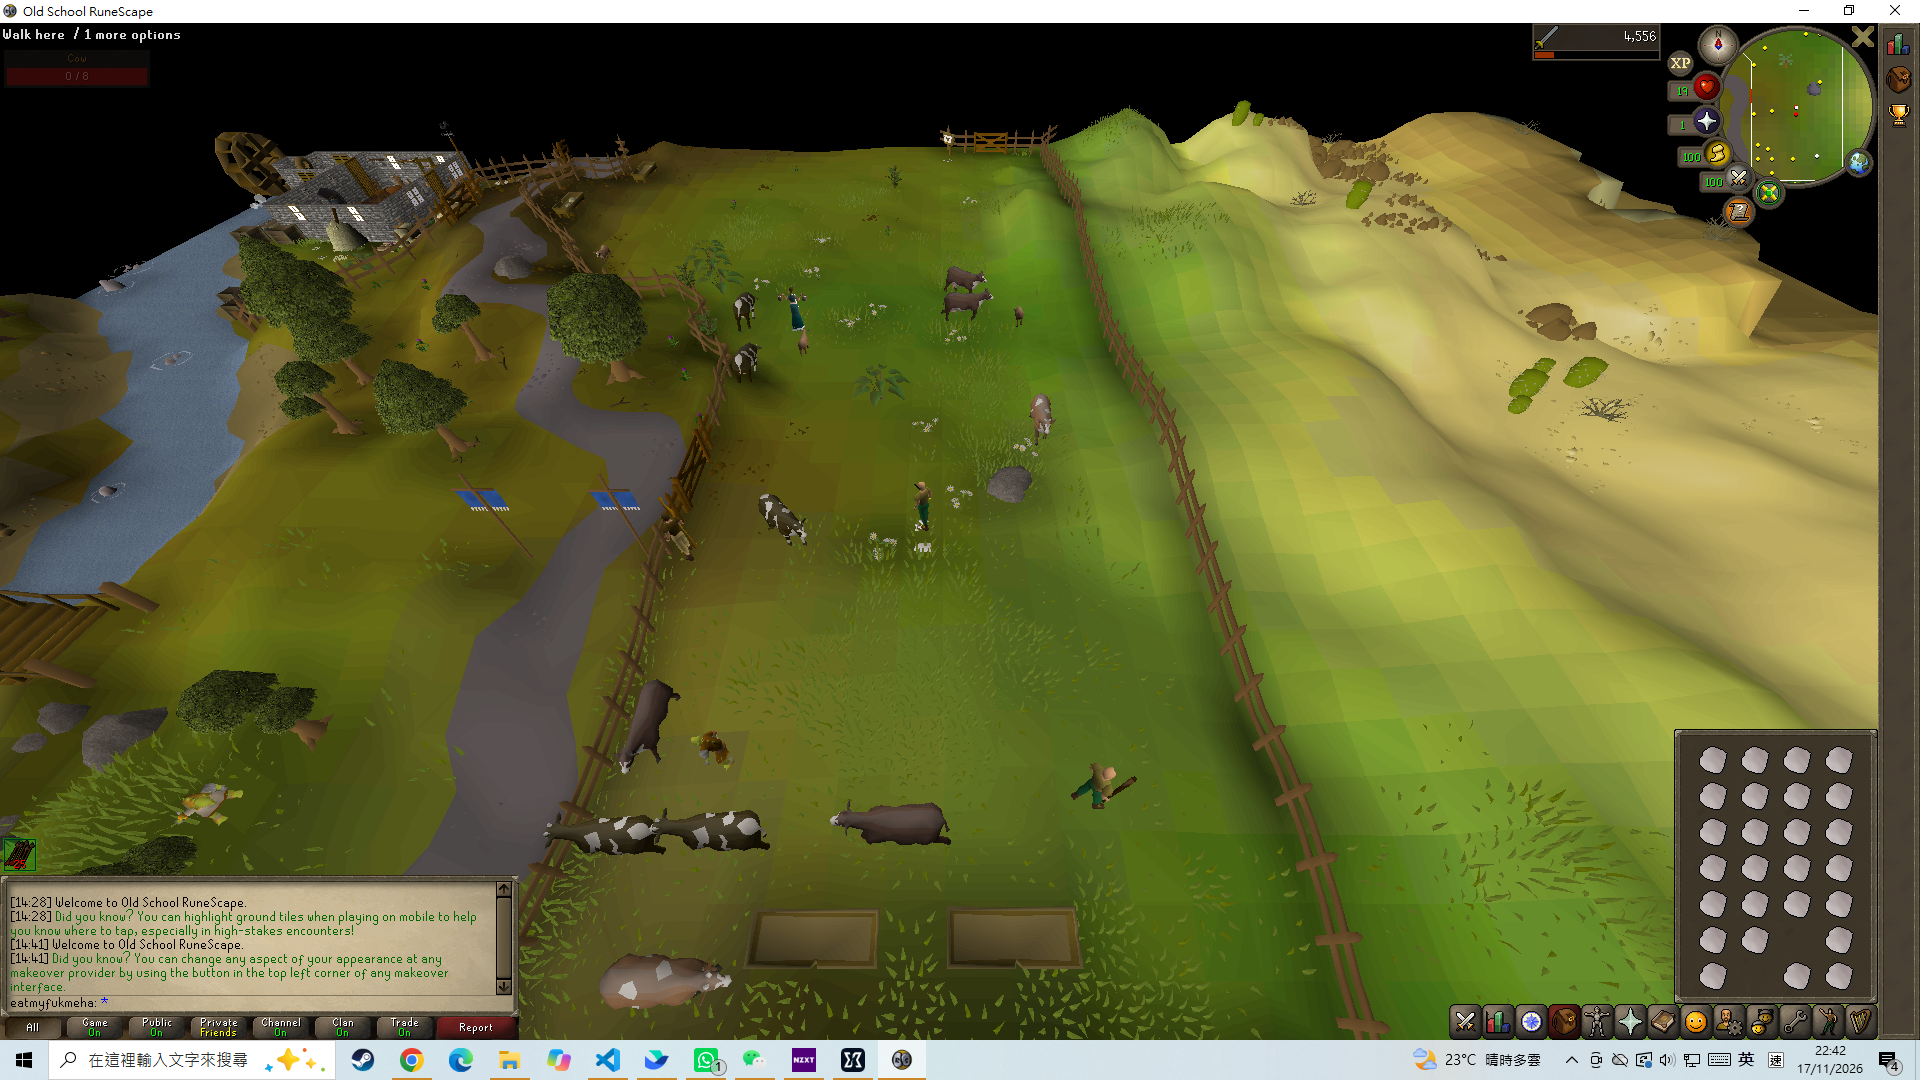 Old School RuneScape
Walk here / 1 more options
Cow
0 / 8
4,556
N
XP
19
1
100
100
25
[14:28] Welcome to Old School RuneScape.
[14:28] Did you know? You can highlight ground tiles when playing on mobile to help
you know where to tap, especially in high-stakes encounters!
[14:41] Welcome to Old School RuneScape.
[14:41] Did you know? You can change any aspect of your appearance at any
makeover provider by using the button in the top left corner of any makeover
interface.
eatmyfukmeha: *
All
Game
On
Public
On
Private
Friends
Channel
On
Clan
On
Trade
On
Report
在這裡輸入文字來搜尋
1
NZXT
23°C 晴時多雲
英
速
22:42
17/11/2026
4